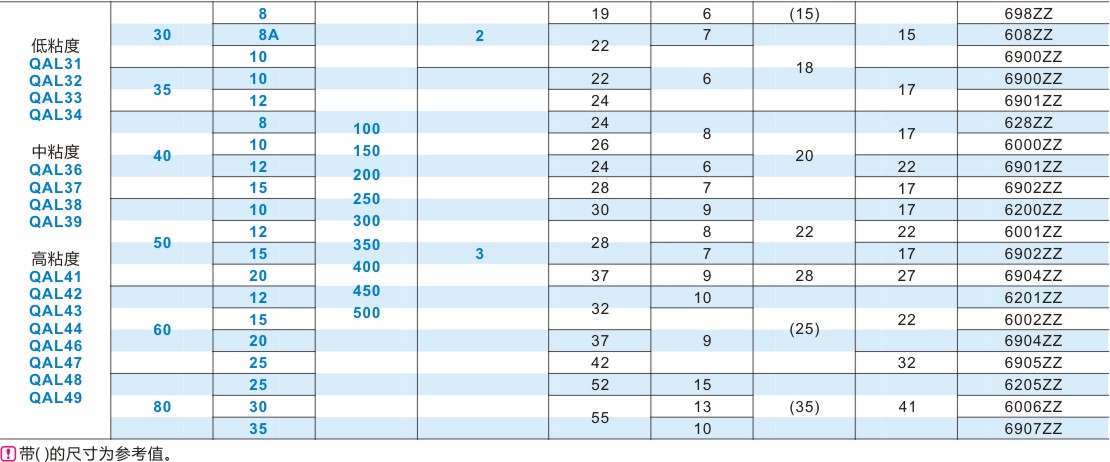 8 19 6 (15) 698ZZ
30 8A 2 22 7 15 608ZZ
10 6900ZZ
低粘度 18
QAL31 35 10 22 6 17 6900ZZ
QAL32 12 24 6901ZZ
QAL33
QAL34
8 24 8 17 628ZZ
100
40 10 26 20 6000ZZ
中粘度 150
QAL36 12 24 6 22 6901ZZ
QAL37 200
QAL38 15 28 7 17 6902ZZ
QAL39 250
50 10 30 9 17 6200ZZ
300
12 28 8 22 22 6001ZZ
350
高粘度 15 3 7 17 6902ZZ
QAL41 400
QAL42 20 37 9 28 27 6904ZZ
QAL43 450
QAL44 60 12 32 10 (25) 22 6201ZZ
QAL46 500
QAL47 15 9 6002ZZ
QAL48 20 37 6904ZZ
QAL49 25 42 32 6905ZZ
80 25 52 15 (35) 41 6205ZZ
30 55 13 6006ZZ
35 10 6907ZZ
带( )的尺寸为参考值。